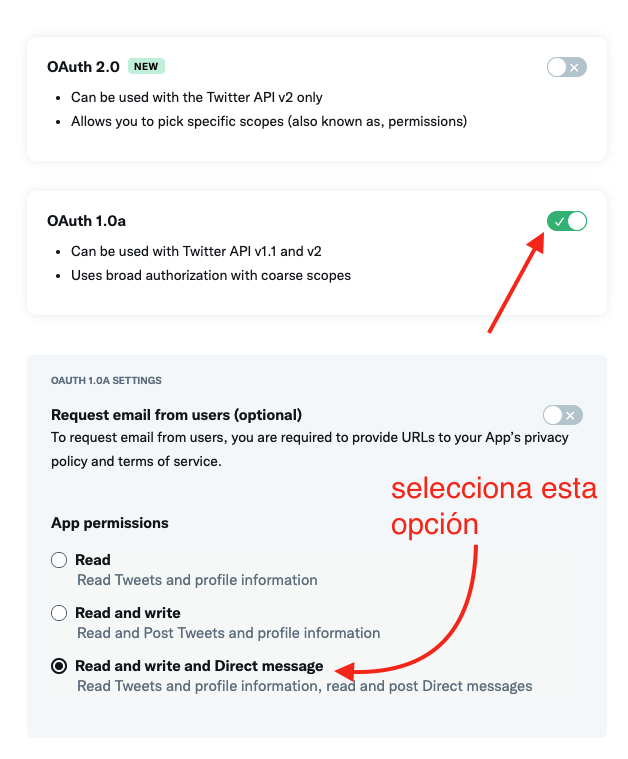 OAuth 2.0 NEW
• Can be used with the Twitter API v2 only
• Allows you to pick specific scopes (also known as, permissions)
OAuth 1.0a
• Can be used with Twitter API v1.1 and v2
• Uses broad authorization with coarse scopes
OAUTH 1.0A SETTINGS
Request email from users (optional)
To request email from users, you are required to provide URLs to your App's privacy
policy and terms of service.
selecciona esta
opción
App permissions
Read
Read Tweets and profile information
Read and write
Read and Post Tweets and profile information
Read and write and Direct message
Read Tweets and profile information, read and post Direct messages